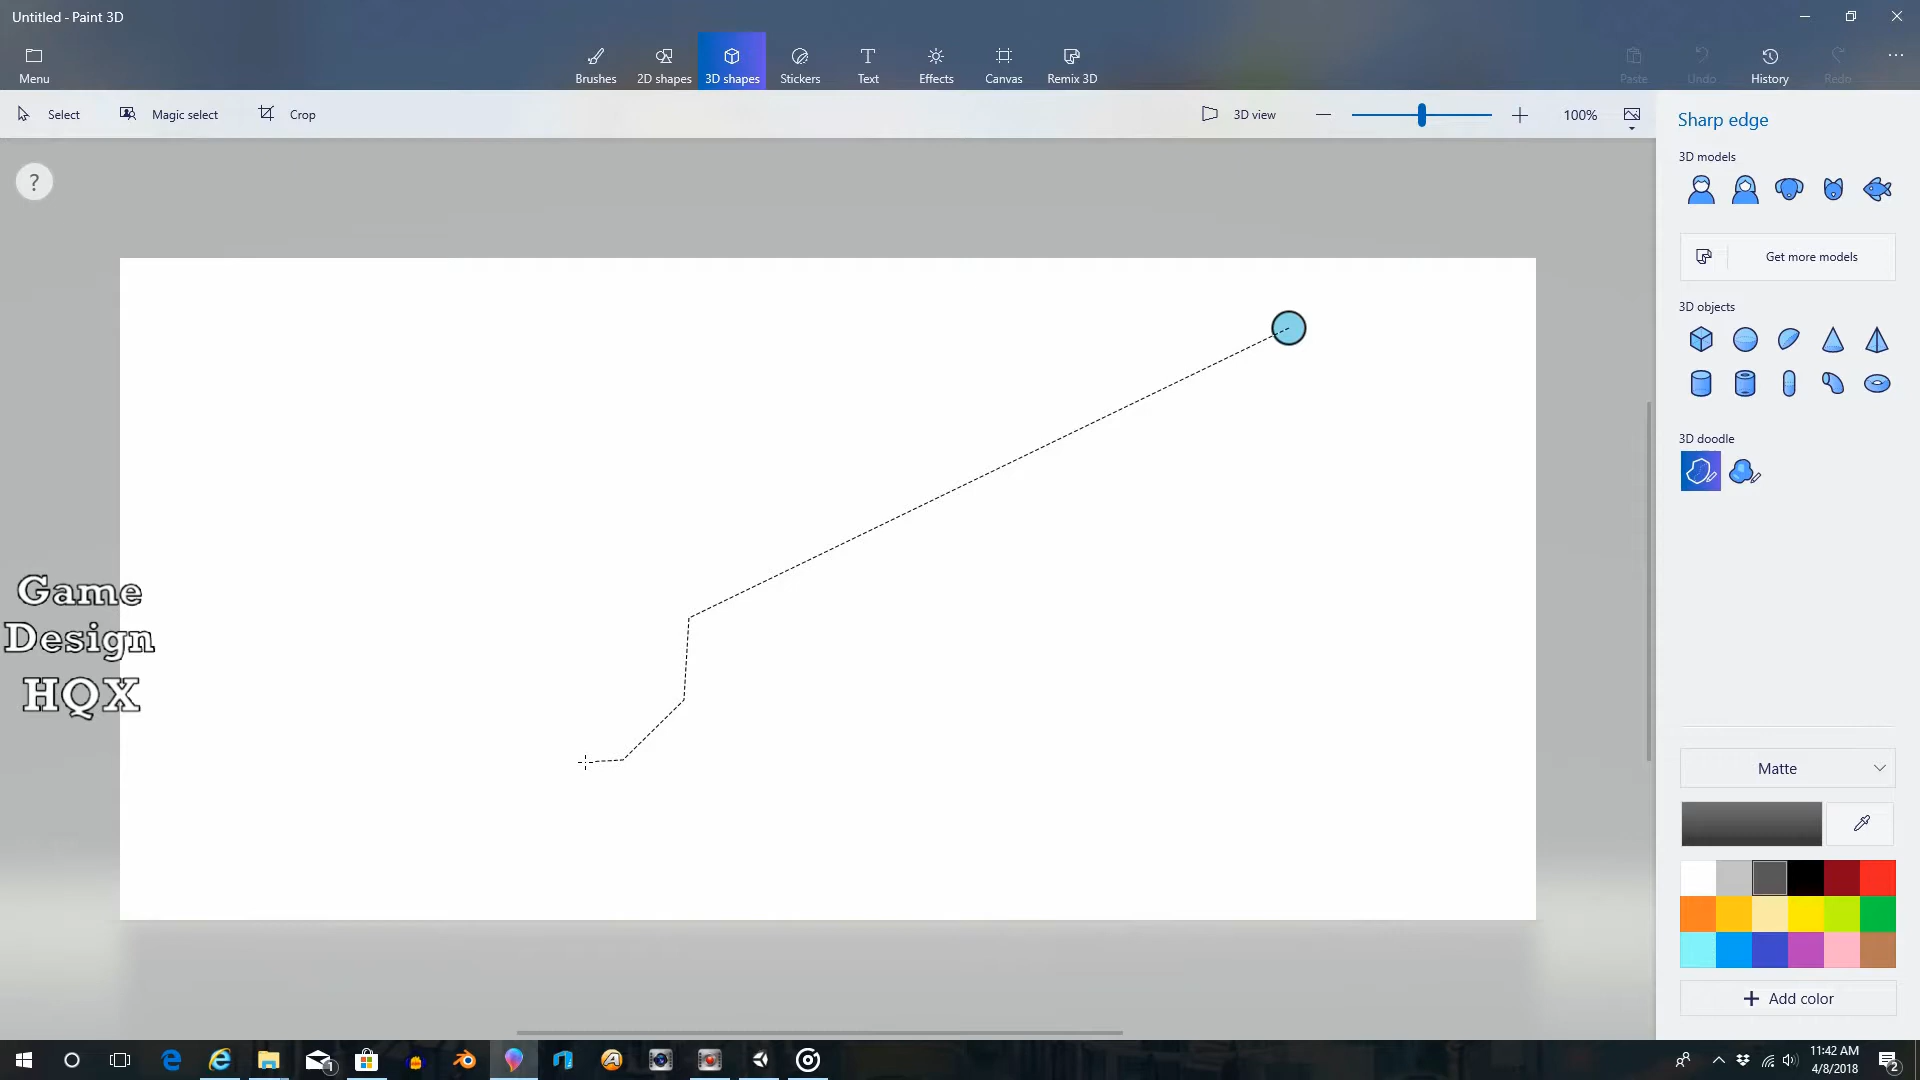 Untitled - Paint 3D
Menu
Brushes
2D shapes
3D shapes
Stickers
Text
Effects
Canvas
Remix 3D
Paste
Undo
History
Redo
Select
Magic select
Crop
3D view
100%
Sharp edge
3D models
Get more models
3D objects
3D doodle
Game
Design
HQX
Matte
Add color
11:42 AM
4/8/2018
1
2
?